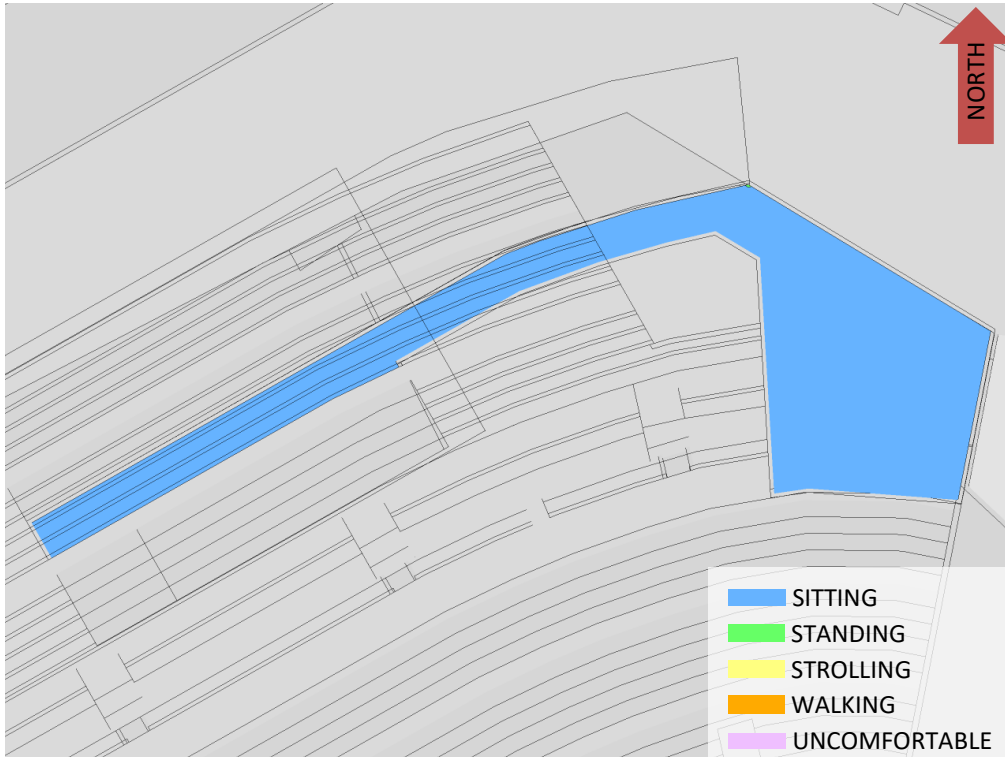 NORTH
SITTING
STANDING
STROLLING
WALKING
UNCOMFORTABLE